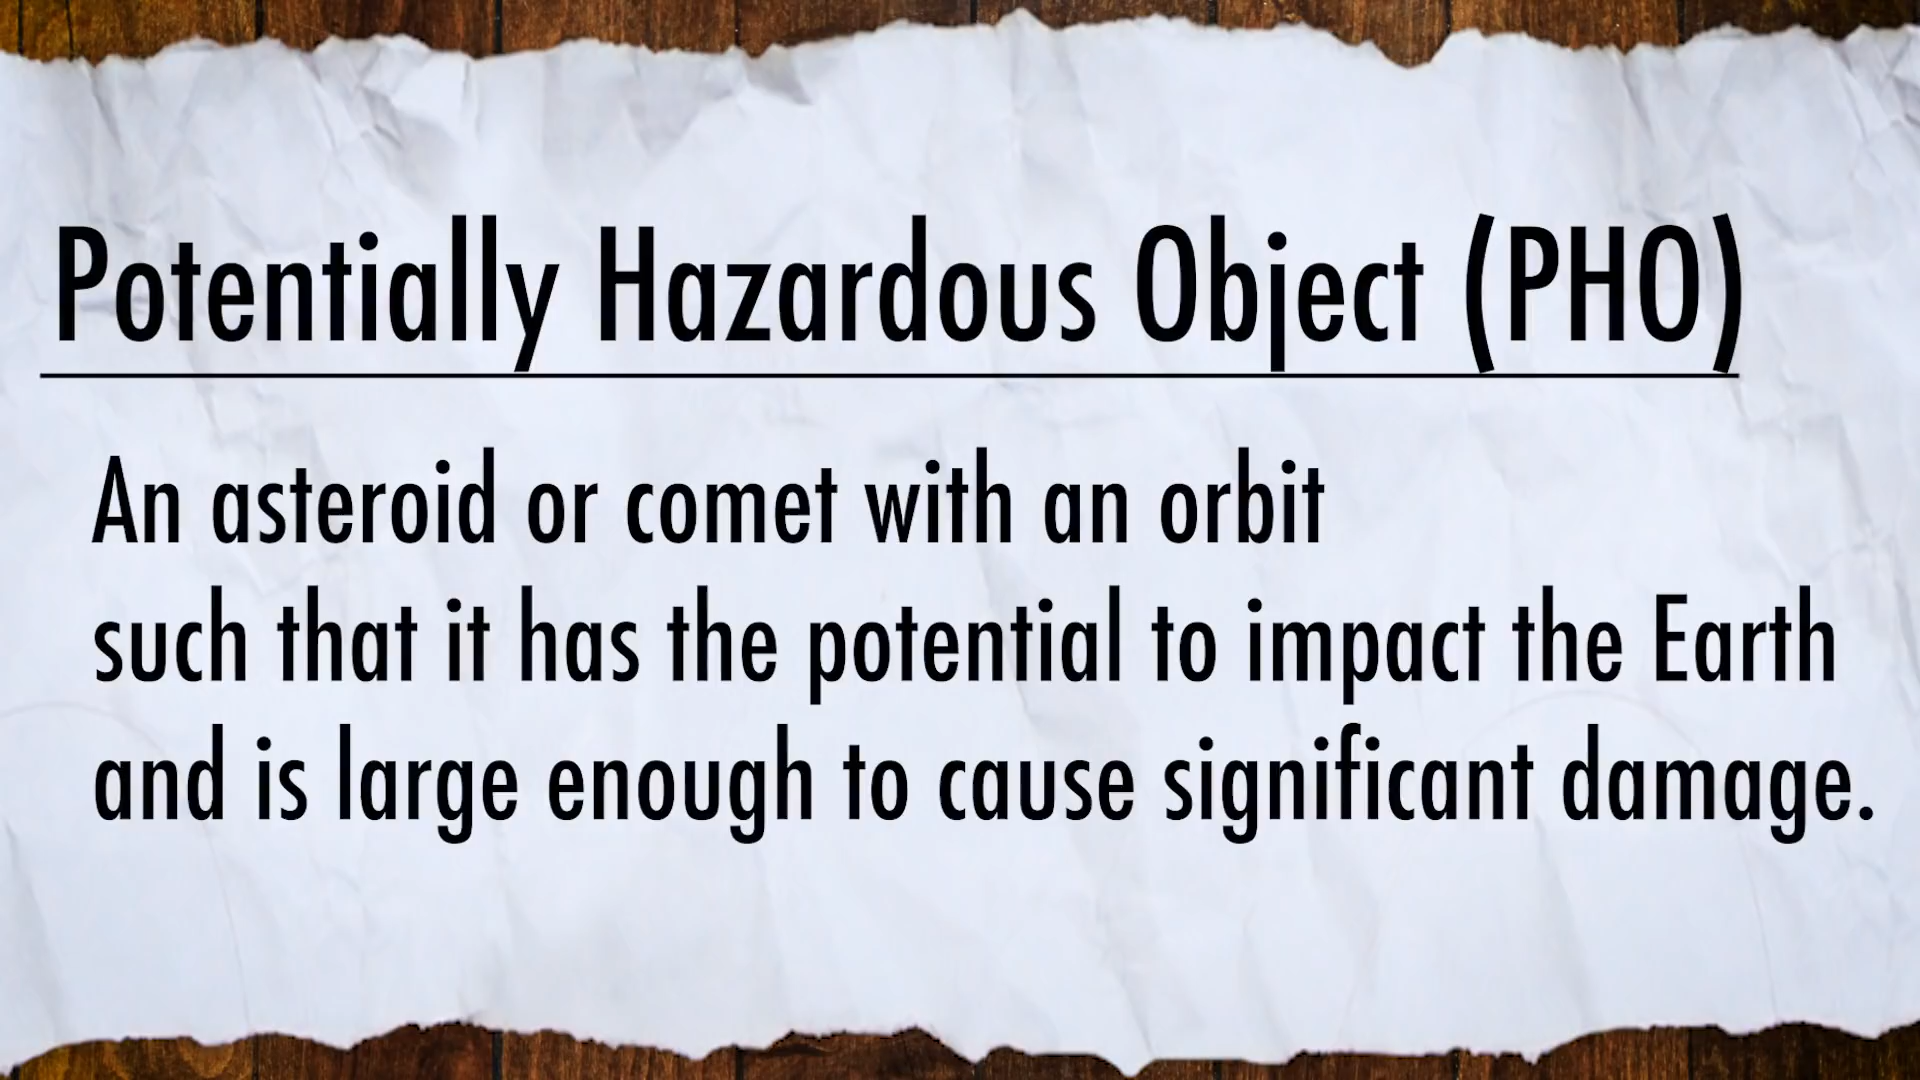 Potentially Hazardous Object (PHO)
An asteroid or comet with an orbit
such that it has the potential to impact the Earth
and is large enough to cause significant damage.